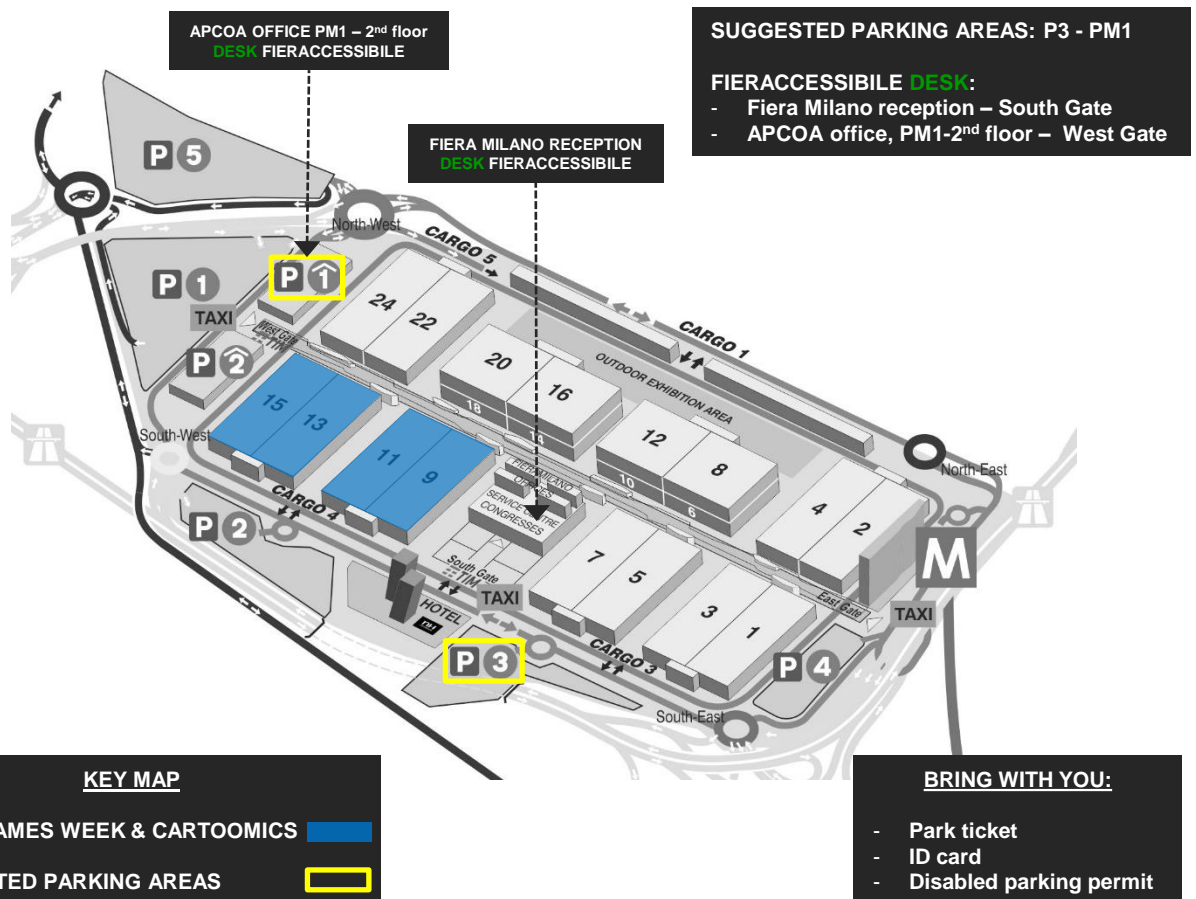 APCOA OFFICE PM1 – 2nd floor
DESK FIERACCESSIBILE
SUGGESTED PARKING AREAS: P3 - PM1
FIERACCESSIBILE DESK:
- Fiera Milano reception – South Gate
- APCOA office, PM1-2nd floor – West Gate
FIERA MILANO RECEPTION
DESK FIERACCESSIBILE
P 5
North-West
CARGO 5
P 1
P 1
TAXI
West Gate
TIM
P 2
24
22
CARGO 1
OUTDOOR EXHIBITION AREA
20
16
18
14
15
13
12
8
10
6
South-West
11
9
North-East
FIERA MILANO
OFFICES
SERVICE CENTRE
CONGRESSES
4
2
CARGO 4
P 2
M
7
5
South Gate
TIM
TAXI
East Gate
TAXI
3
1
HOTEL
NH
P 3
CARGO 3
P 4
South-East
KEY MAP
AMES WEEK & CARTOOMICS
TED PARKING AREAS
BRING WITH YOU:
- Park ticket
- ID card
- Disabled parking permit